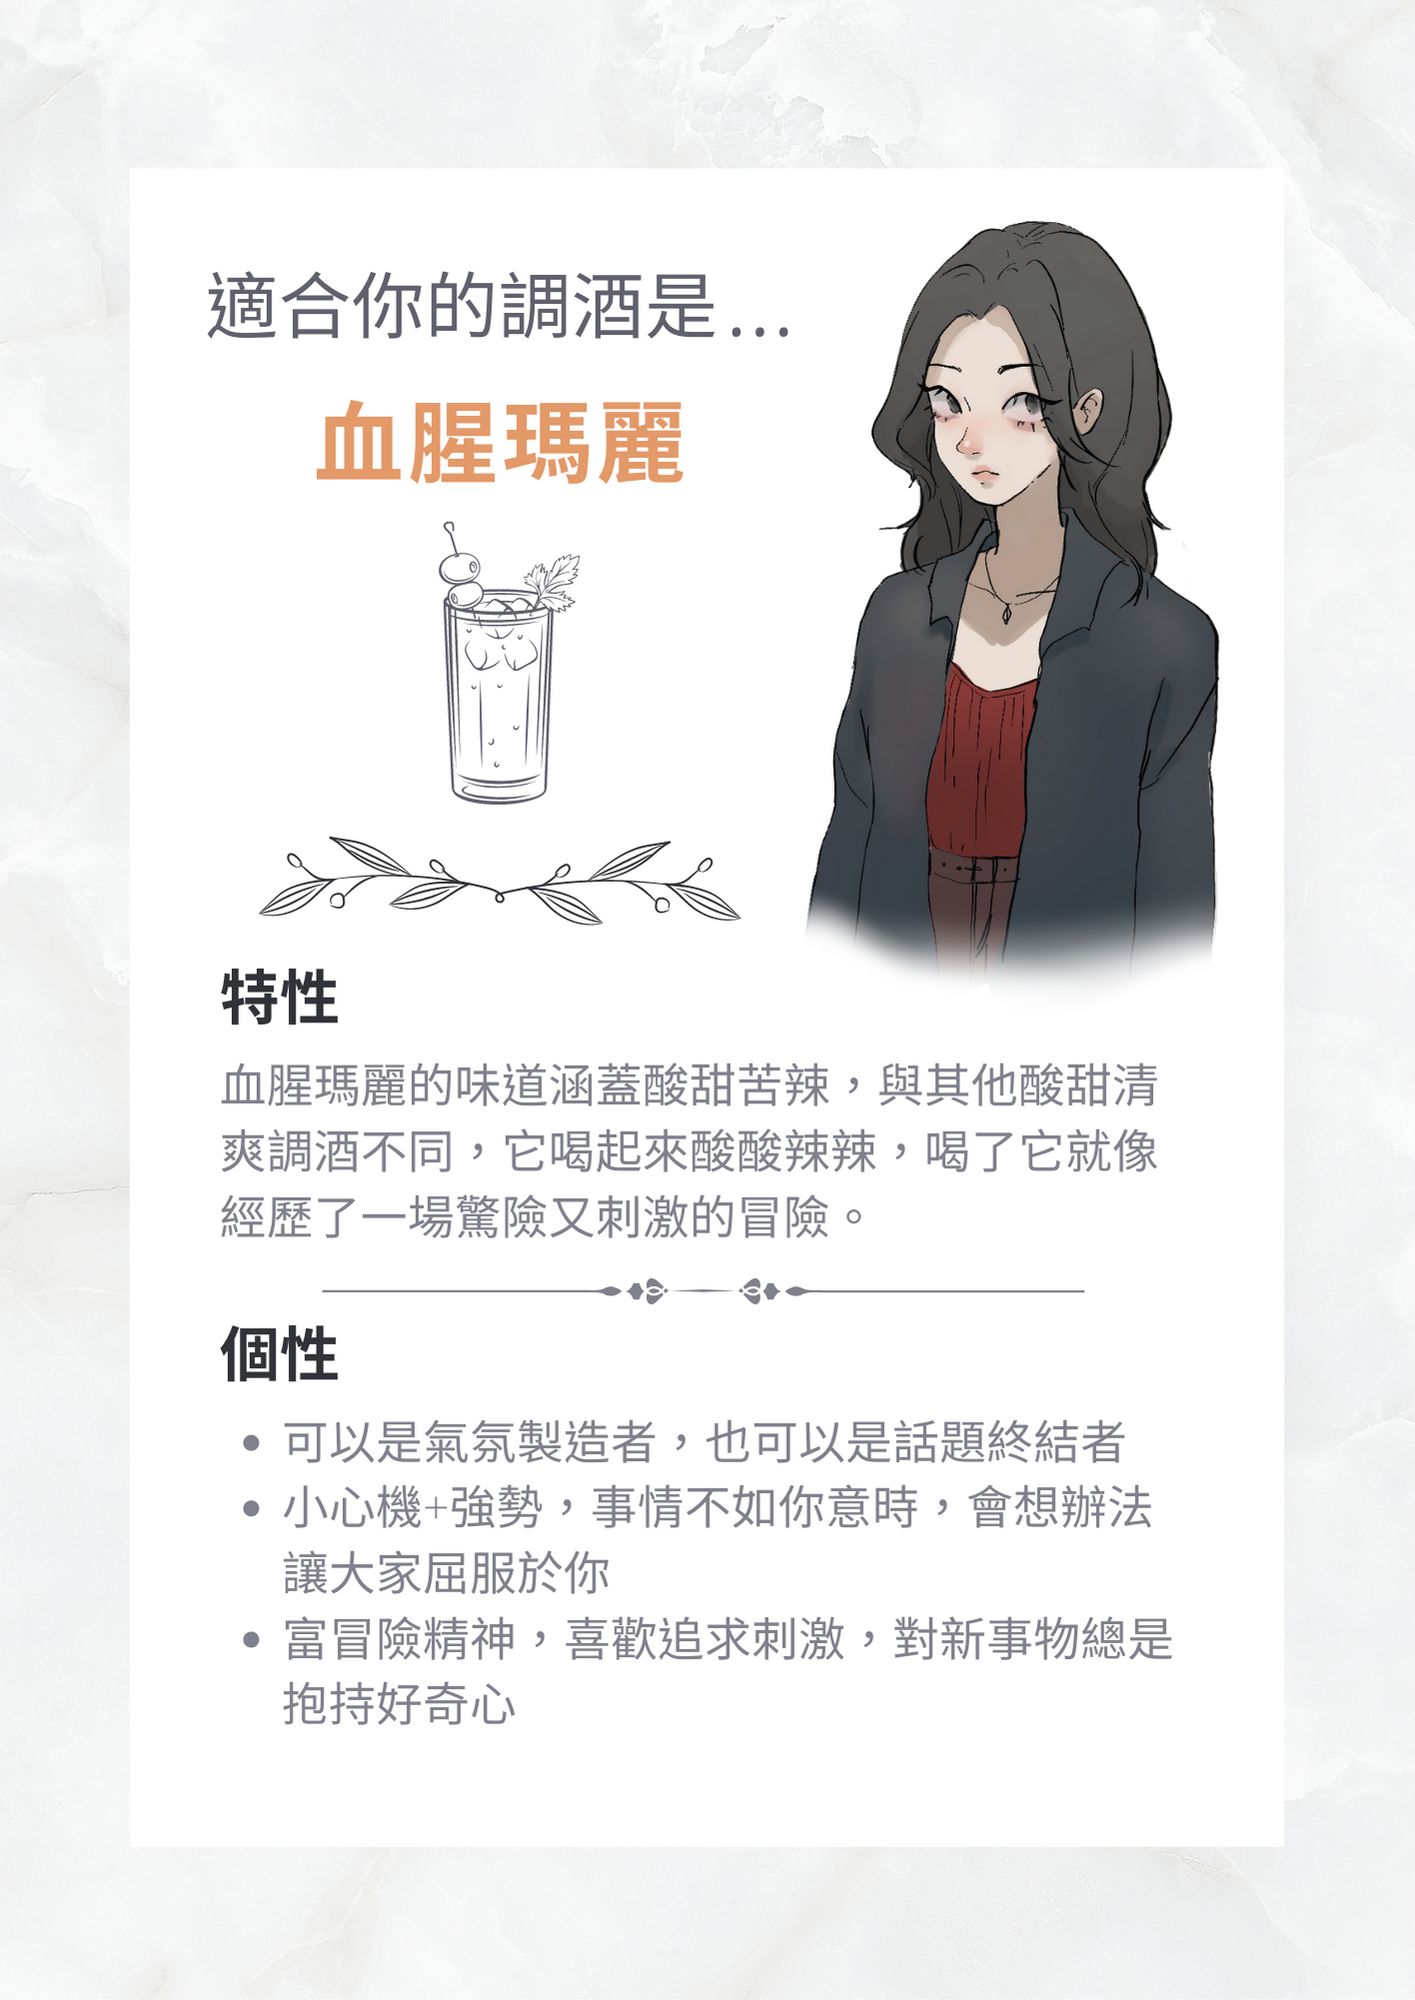 適合你的調酒是...
血腥瑪麗
特性
血腥瑪麗的味道涵蓋酸甜苦辣，與其他酸甜清
爽調酒不同，它喝起來酸酸辣辣，喝了它就像
經歷了一場驚險又刺激的冒險。
個性
• 可以是氣氛製造者，也可以是話題終結者
• 小心機+強勢，事情不如你意時，會想辦法
讓大家屈服於你
• 富冒險精神，喜歡追求刺激，對新事物總是
抱持好奇心